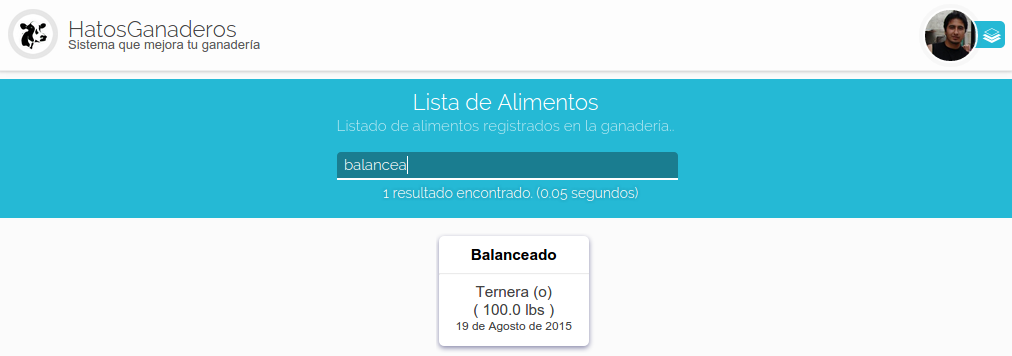 HatosGanaderos
Sistema que mejora tu ganadería
Lista de Alimentos
Listado de alimentos registrados en la ganaderia..
balancea
1 resultado encontrado. (0.05 segundos)
Balanceado
Ternera (o)
( 100.0 lbs )
19 de Agosto de 2015